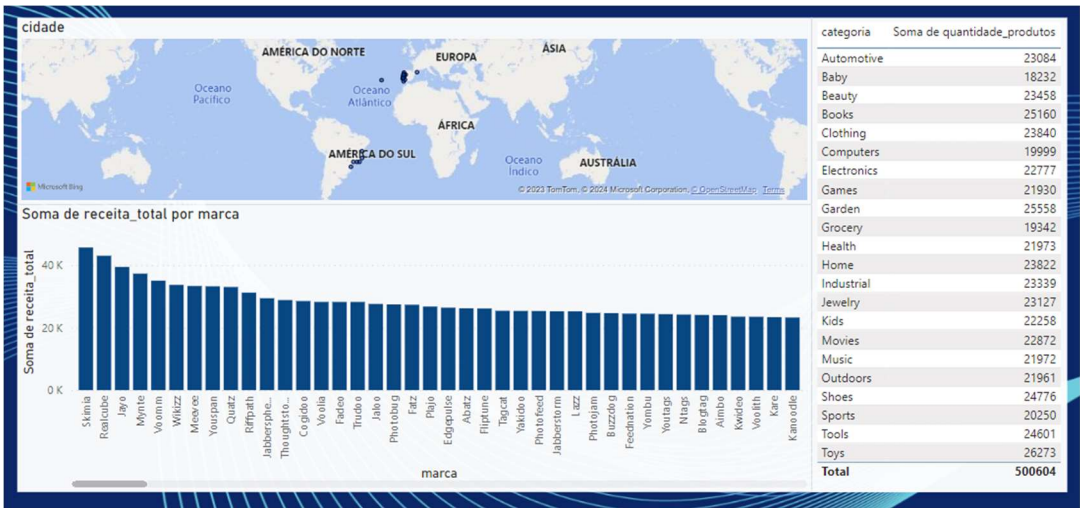 cidade
AMÉRICA DO NORTE
EUROPA
ÁSIA
Oceano
Pacífico
Oceano
Atlântico
ÁFRICA
AMÉRICA DO SUL
Oceano
Índico
AUSTRÁLIA
Microsoft Bing
© 2023 TomTom, © 2024 Microsoft Corporation, © OpenStreetMap Terms
Soma de receita_total por marca
Soma de receita_total
40 K
20 K
0 K
Skimia
Realcube
Jayo
Mynte
Voomm
Wikizz
Meevee
Youspan
Quatz
Riffpath
Jabbersphe...
Thoughtsto...
Cogidoo
Voolia
Fadeo
Trudoo
Jaloo
Photoburg
Fatz
Plajo
Edgepulse
Abatz
Fliptune
Tagcat
Yakidoo
Photofeed
Jabberstorm
Lazz
Photojam
Buzzdog
Feednation
Yombu
Youtags
Ntags
Blogtag
Aimbo
Kwideo
Voolith
Kare
Kanoodle
marca
categoria Soma de quantidade_produtos
Automotive 23084
Baby 18232
Beauty 23458
Books 25160
Clothing 23840
Computers 19999
Electronics 22777
Games 21930
Garden 25558
Grocery 19342
Health 21973
Home 23822
Industrial 23339
Jewelry 23127
Kids 22258
Movies 22872
Music 21972
Outdoors 21961
Shoes 24776
Sports 20250
Tools 24601
Toys 26273
Total 500604